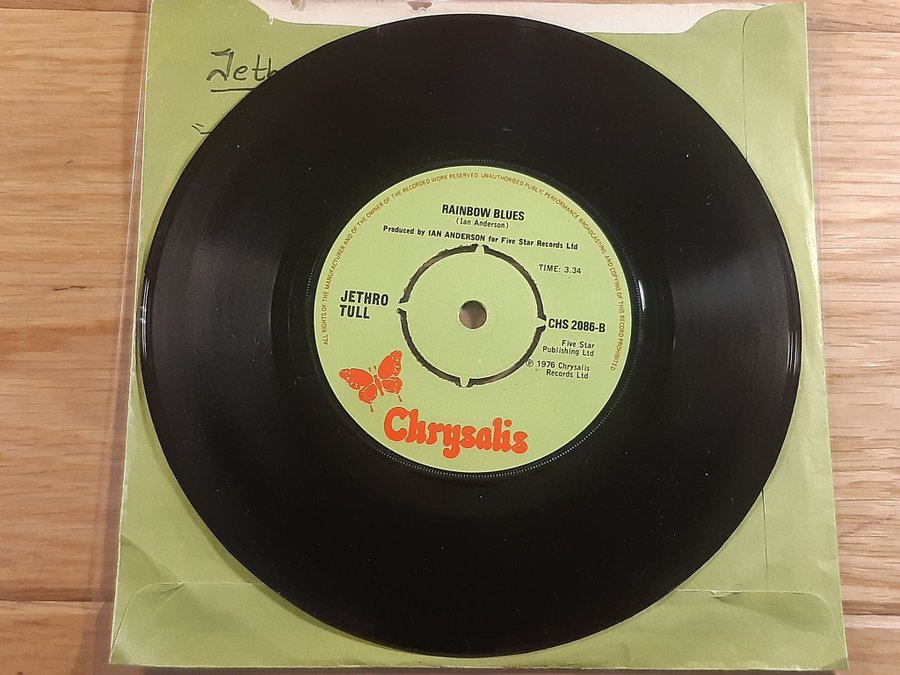 Jeth
ALL RIGHTS OF THE MANUFACTURER AND OF THE OWNER OF THE RECORDED WORK RESERVED. UNAUTHORISED PUBLIC PERFORMANCE BROADCASTING AND COPYING OF THIS RECORD PROHIBITED
RAINBOW BLUES
(Ian Anderson)
Produced by IAN ANDERSON for Five Star Records Ltd
TIME: 3.34
JETHRO
TULL
CHS 2086-B
Five Star
Publishing Ltd
℗ 1976 Chrysalis
Records Ltd
Chrysalis